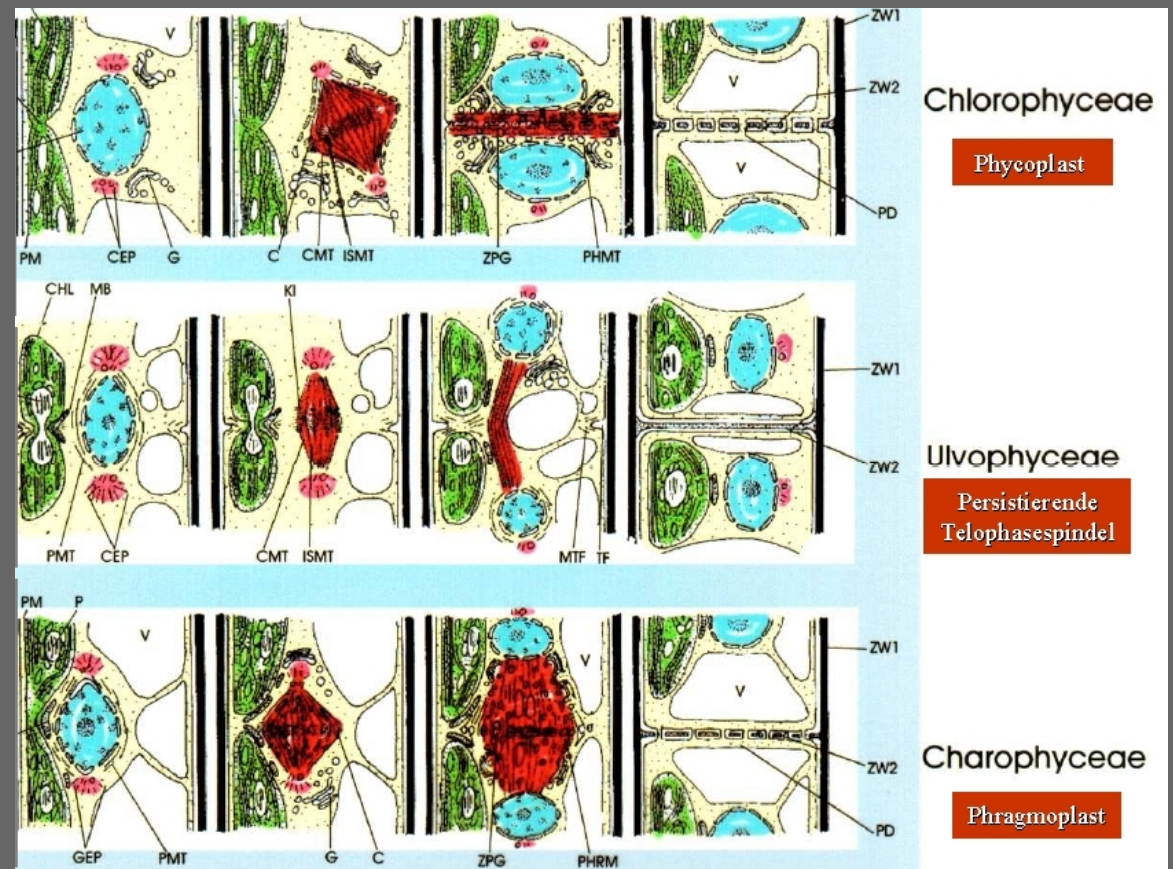 V
ZW1
V
ZW2
Chlorophyceae
Phycoplast
V
PD
PM CEP G C CMT ISMT ZPG PHMT
CHL MB KI
ZW1
ZW2
Ulvophyceae
Persistierende
Telophasespindel
PMT CEP CMT ISMT MTF TF
PM P
V
V
ZW1
V
ZW2
Charophyceae
Phragmoplast
PD
GEP PMT G C ZPG PHRM